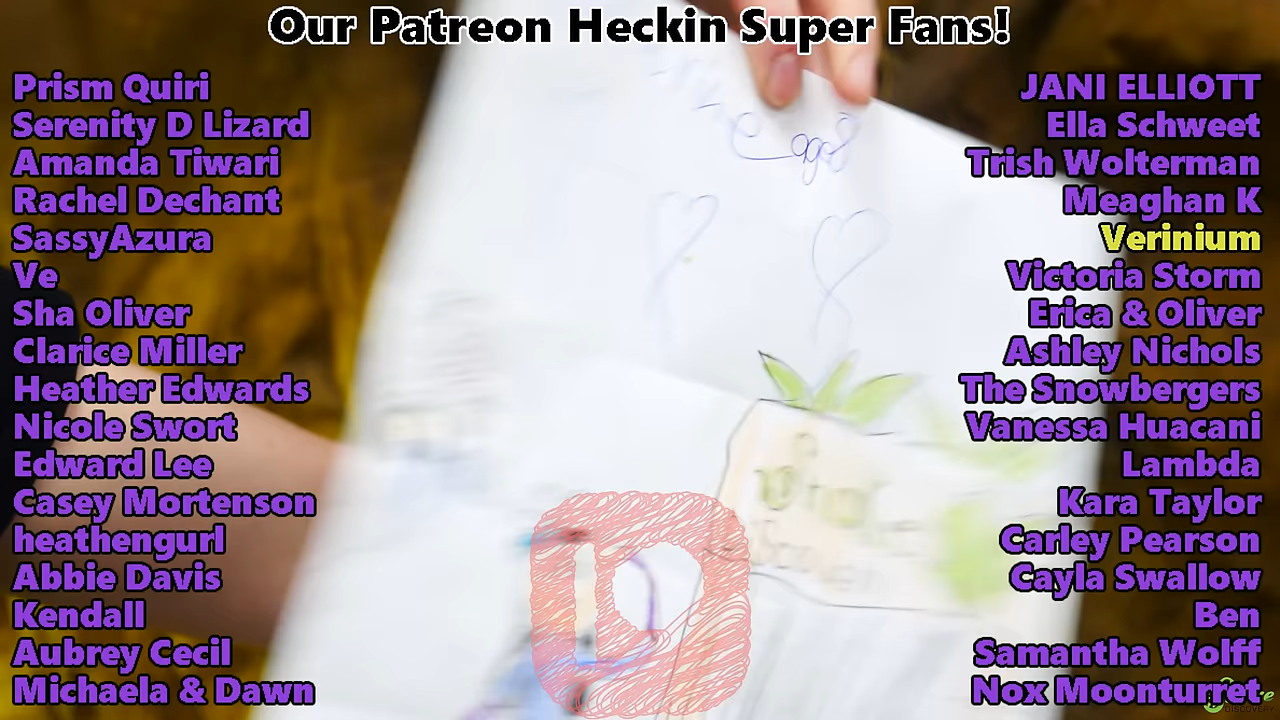 Our Patreon Heckin Super Fans!
Prism Quiri
Serenity D Lizard
Amanda Tiwari
Rachel Dechant
SassyAzura
Ve
Sha Oliver
Clarice Miller
Heather Edwards
Nicole Swort
Edward Lee
Casey Mortenson
heathengurl
Abbie Davis
Kendall
Aubrey Cecil
Michaela & Dawn
JANI ELLIOTT
Ella Schweet
Trish Wolterman
Meaghan K
Verinium
Victoria Storm
Erica & Oliver
Ashley Nichols
The Snowbergers
Vanessa Huacani
Lambda
Kara Taylor
Carley Pearson
Cayla Swallow
Ben
Samantha Wolff
Nox Moonturret
DISCOVERY